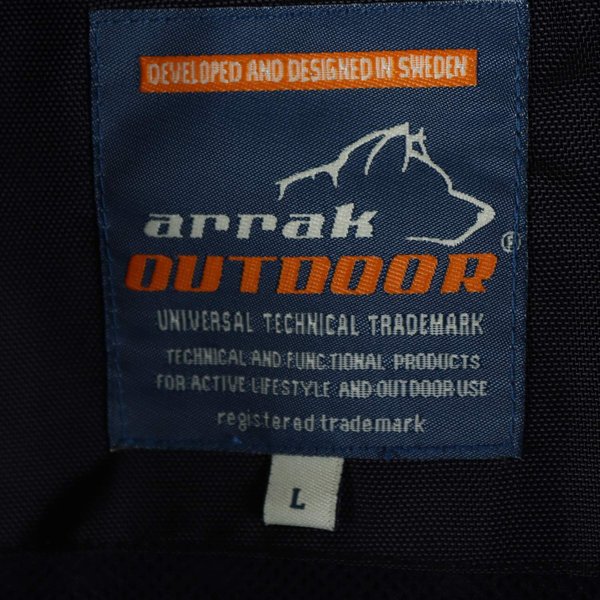 DEVELOPED AND DESIGNED IN SWEDEN
arrak
OUTDOOR®
UNIVERSAL TECHNICAL TRADEMARK
TECHNICAL AND FUNCTIONAL PRODUCTS
FOR ACTIVE LIFESTYLE AND OUTDOOR USE
registered trademark
L